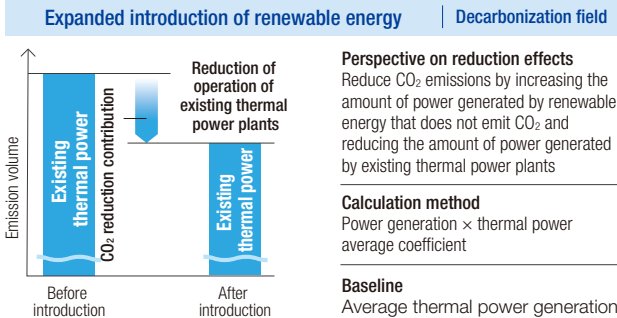 Expanded introduction of renewable energy
Decarbonization field
Emission volume
Existing
thermal power
CO₂ reduction contribution
Reduction of
operation of
existing thermal
power plants
Existing
thermal power
Before
introduction
After
introduction
Perspective on reduction effects
Reduce CO₂ emissions by increasing the
amount of power generated by renewable
energy that does not emit CO₂ and
reducing the amount of power generated
by existing thermal power plants
Calculation method
Power generation × thermal power
average coefficient
Baseline
Average thermal power generation